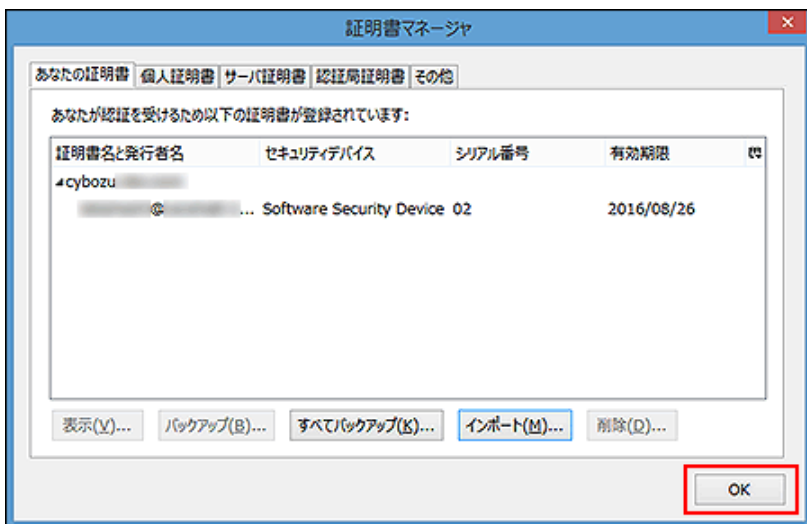 証明書マネージャ
あなたの証明書 個人証明書 サーバ証明書 認証局証明書 その他
あなたが認証を受けるため以下の証明書が登録されています:
証明書名と発行者名 セキュリティデバイス シリアル番号 有効期限
cybozu
@ ... Software Security Device 02 2016/08/26
表示(V)... バックアップ(B)... すべてバックアップ(K)... インポート(M)... 削除(D)...
OK